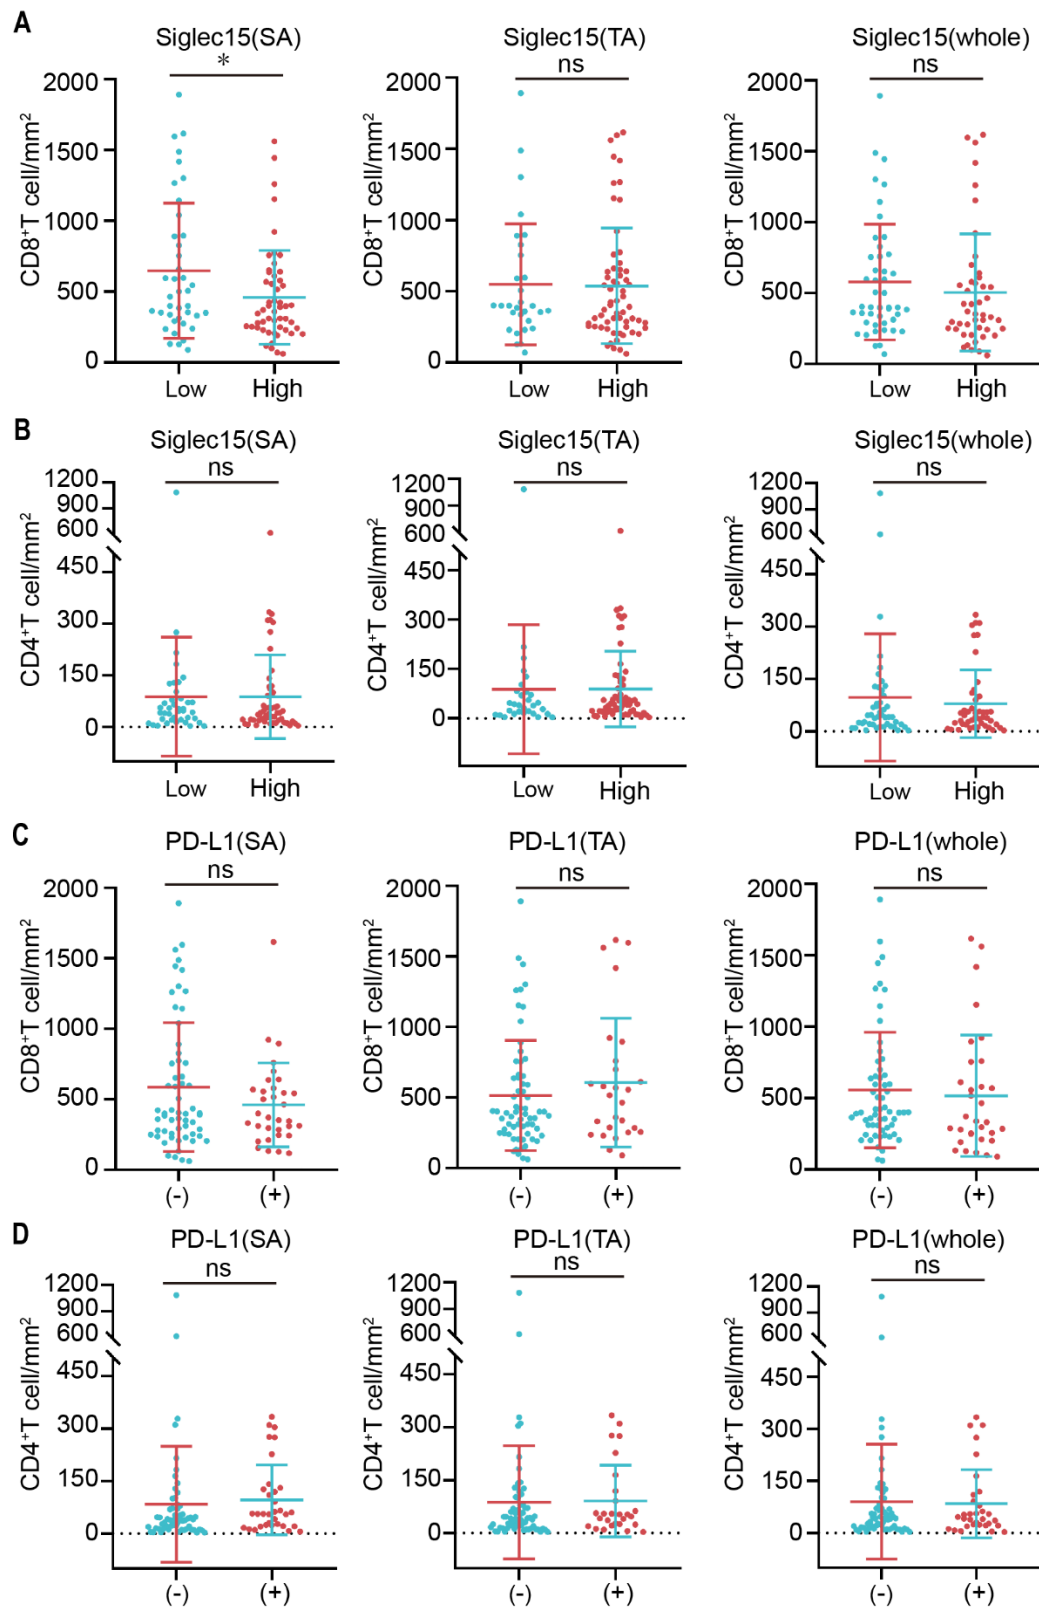 A
Siglec15(SA)
*
CD8+T cell/mm²
2000
1500
1000
500
0
Low
High
Siglec15(TA)
ns
CD8+T cell/mm²
2000
1500
1000
500
0
Low
High
Siglec15(whole)
ns
CD8+T cell/mm²
2000
1500
1000
500
0
Low
High
B
Siglec15(SA)
ns
CD4+T cell/mm²
1200
900
600
450
300
150
0
Low
High
Siglec15(TA)
ns
CD4+T cell/mm²
1200
900
600
450
300
150
0
Low
High
Siglec15(whole)
ns
CD4+T cell/mm²
1200
900
600
450
300
150
0
Low
High
C
PD-L1(SA)
ns
CD8+T cell/mm²
2000
1500
1000
500
0
(-)
(+)
PD-L1(TA)
ns
CD8+T cell/mm²
2000
1500
1000
500
0
(-)
(+)
PD-L1(whole)
ns
CD8+T cell/mm²
2000
1500
1000
500
0
(-)
(+)
D
PD-L1(SA)
ns
CD4+T cell/mm²
1200
900
600
450
300
150
0
(-)
(+)
PD-L1(TA)
ns
CD4+T cell/mm²
1200
900
600
450
300
150
0
(-)
(+)
PD-L1(whole)
ns
CD4+T cell/mm²
1200
900
600
450
300
150
0
(-)
(+)